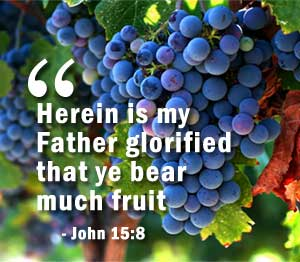 “
Herein is my
Father glorified
that ye bear
much fruit
- John 15:8